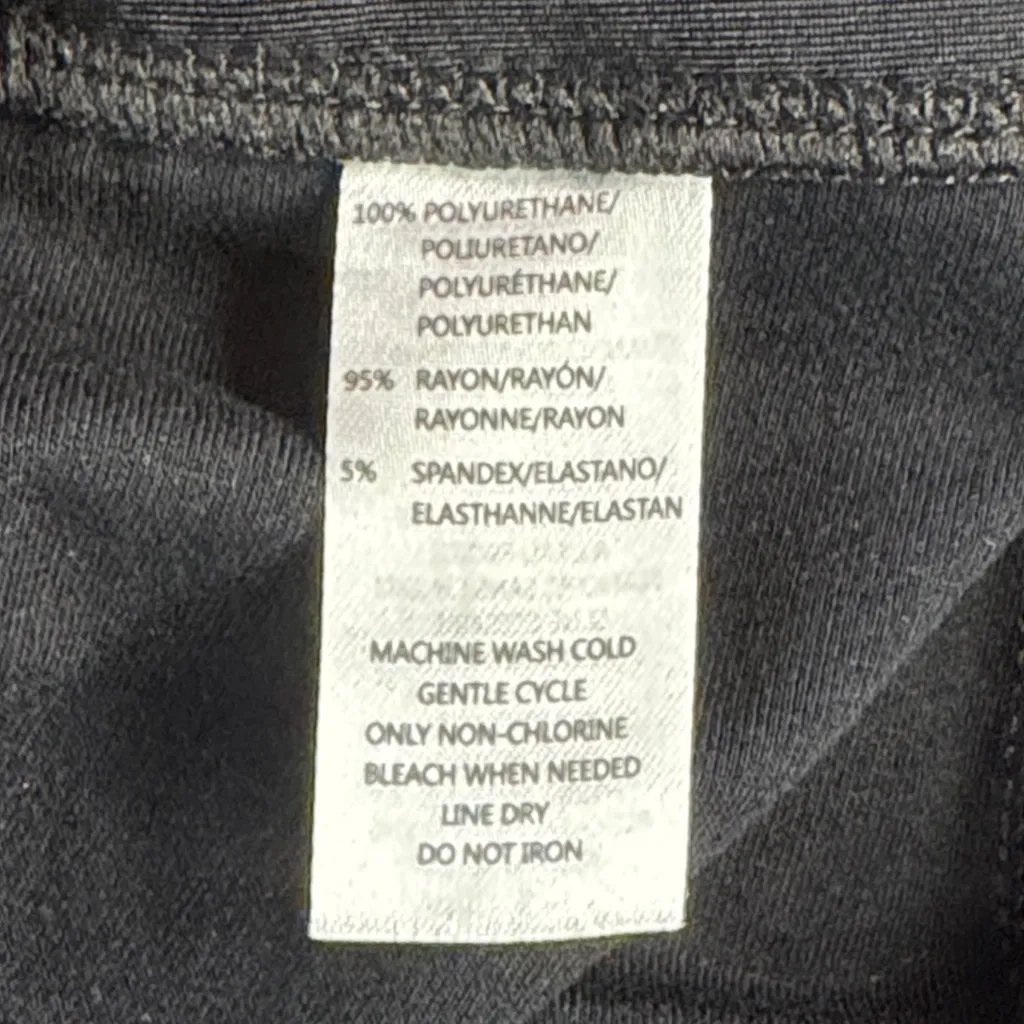 100% POLYURETHANE/
POLIURETANO/
POLYURÉTHANE/
POLYURETHAN
95% RAYON/RAYÓN/
RAYONNE/RAYON
5% SPANDEX/ELASTANO/
ELASTHANNE/ELASTAN
MACHINE WASH COLD
GENTLE CYCLE
ONLY NON-CHLORINE
BLEACH WHEN NEEDED
LINE DRY
DO NOT IRON